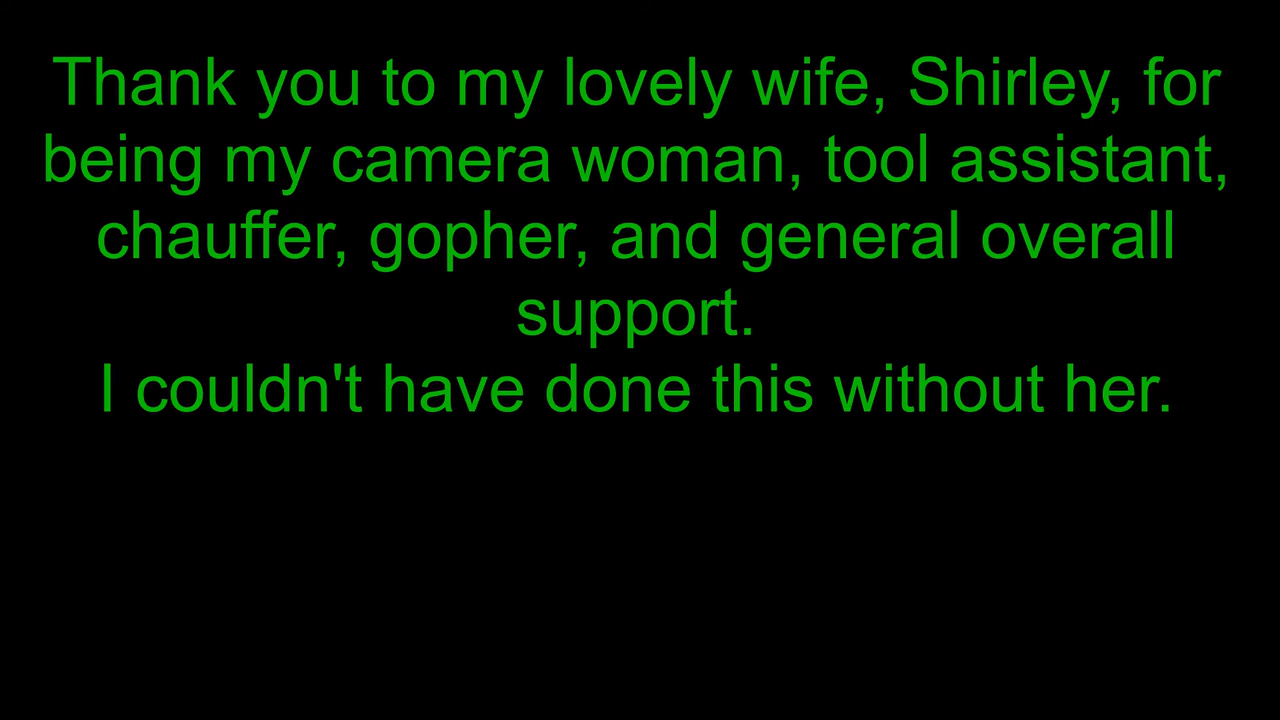 Thank you to my lovely wife, Shirley, for
being my camera woman, tool assistant,
chauffer, gopher, and general overall
support.
I couldn't have done this without her.